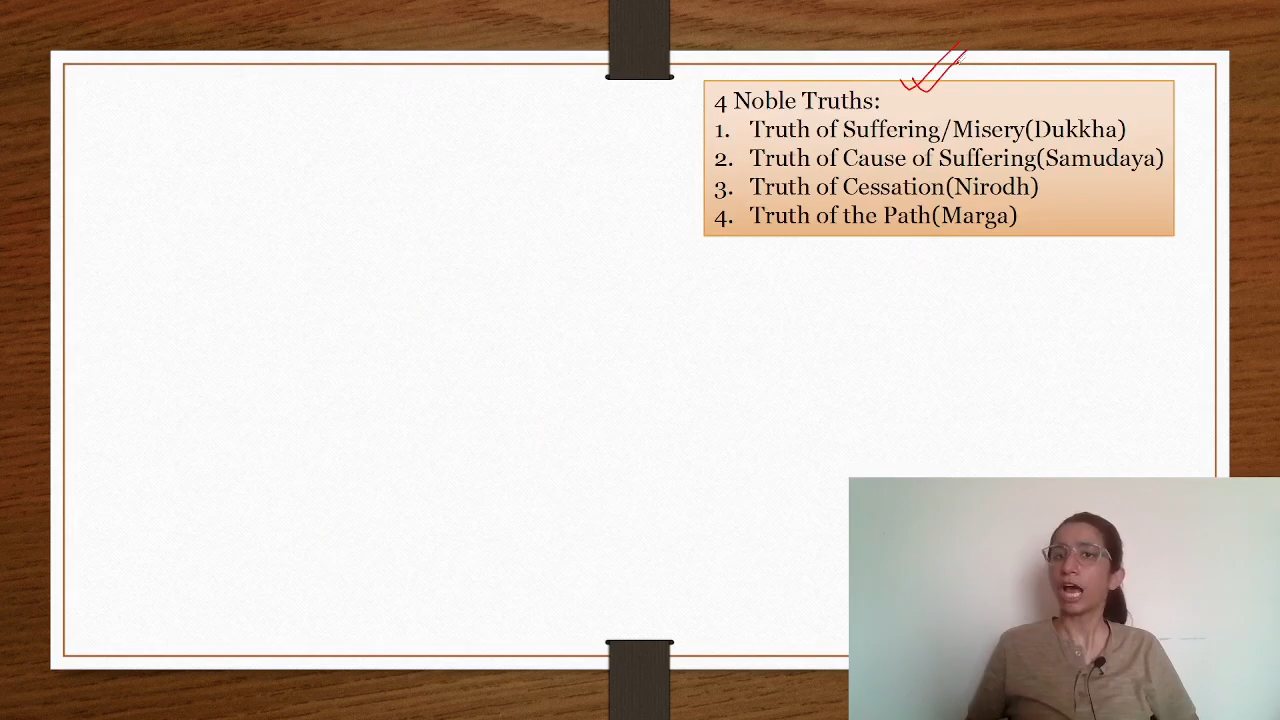 4 Noble Truths:
1. Truth of Suffering/Misery(Dukkha)
2. Truth of Cause of Suffering(Samudaya)
3. Truth of Cessation(Nirodh)
4. Truth of the Path(Marga)